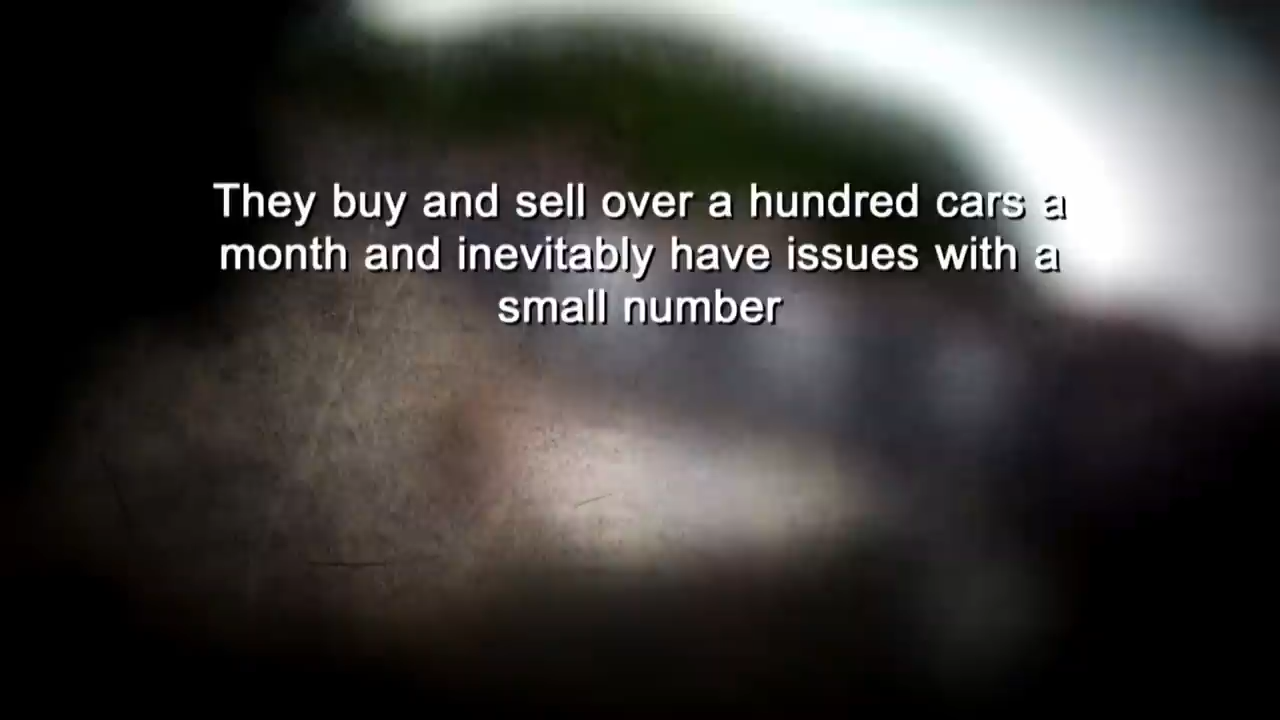 They buy and sell over a hundred cars a
month and inevitably have issues with a
small number